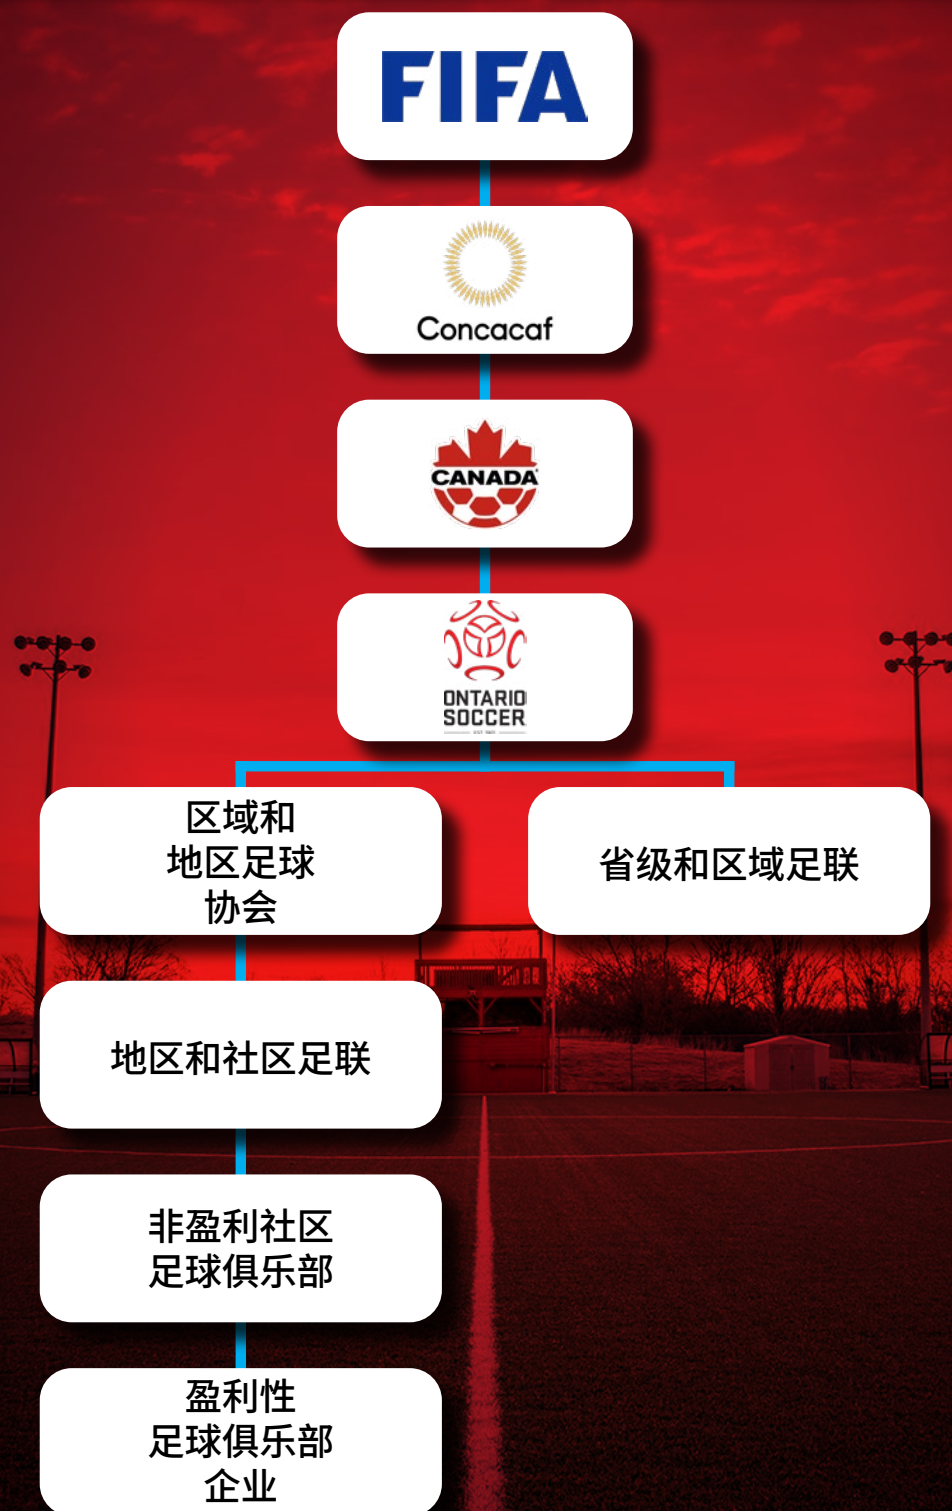 FIFA
Concacaf
CANADA
ONTARIO
SOCCER
区域和
地区足球
协会
省级和区域足联
地区和社区足联
非盈利社区
足球俱乐部
盈利性
足球俱乐部
企业